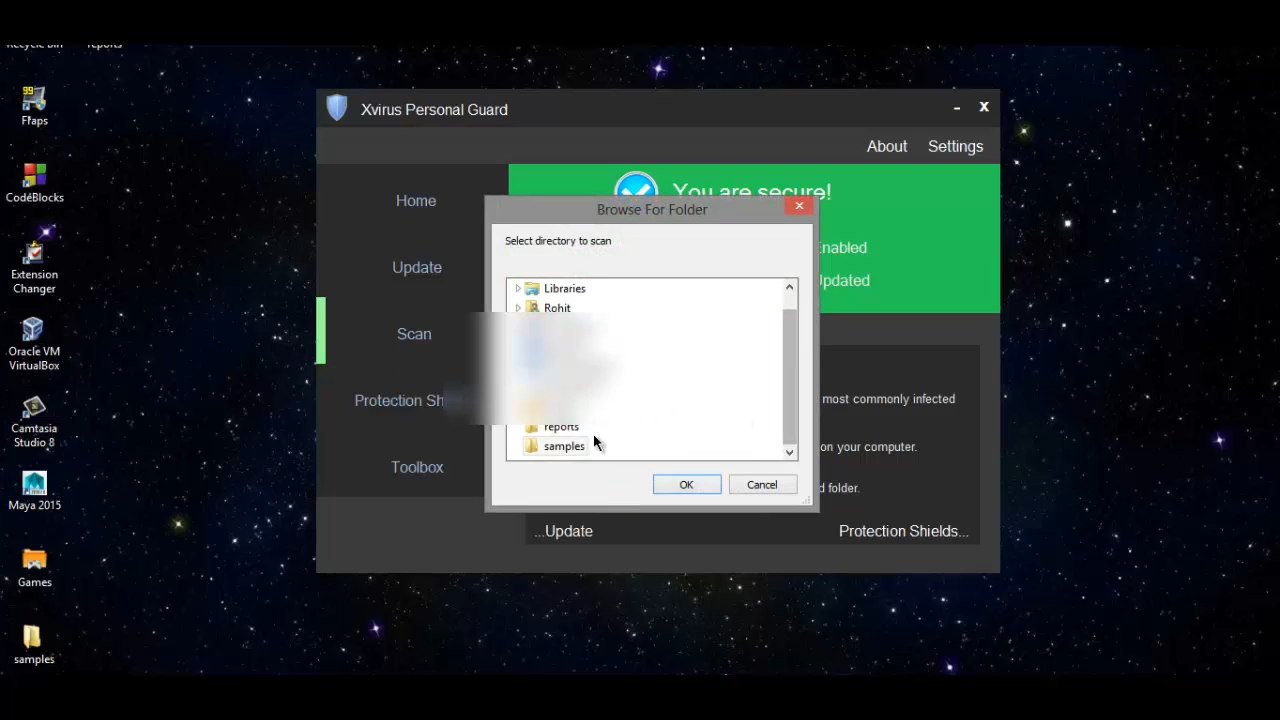 Recycle Bin
reports
99
Fraps
CodeBlocks
Extension
Changer
Oracle VM
VirtualBox
Camtasia
Studio 8
Maya 2015
Games
samples
Xvirus Personal Guard
- X
About Settings
Home
Update
Scan
Protection Sh
Toolbox
You are secure!
Enabled
Updated
most commonly infected
on your computer.
d folder.
...Update
Protection Shields...
Browse For Folder
Select directory to scan
Libraries
Rohit
reports
samples
OK Cancel